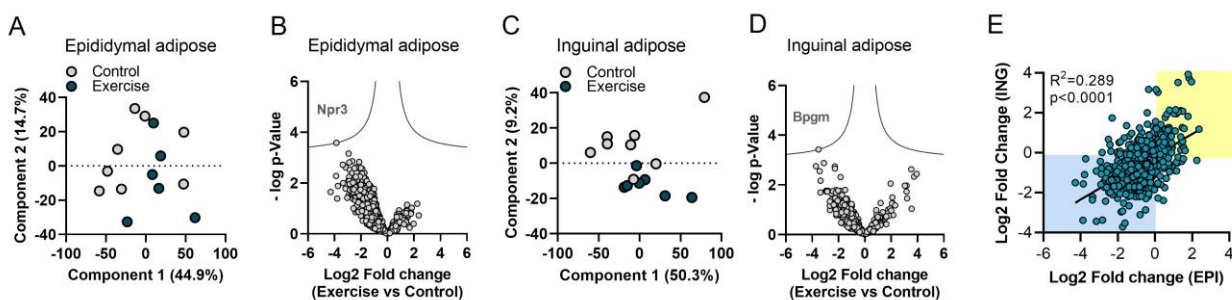 A
Epididymal adipose
Control
Exercise
Component 2 (14.7%)
40
20
0
-20
-40
-100
-50
0
50
100
Component 1 (44.9%)
B
Epididymal adipose
Npr3
- log p-Value
6
4
2
0
-6
-4
-2
0
2
4
6
Log2 Fold change
(Exercise vs Control)
C
Inguinal adipose
Control
Exercise
Component 2 (9.2%)
40
20
0
-20
-40
-100
-50
0
50
100
Component 1 (50.3%)
D
Inguinal adipose
Bpgm
- log p-Value
6
4
2
0
-6
-4
-2
0
2
4
6
Log2 Fold change
(Exercise vs Control)
E
R²=0.289
p<0.0001
Log2 Fold change (ING)
4
2
0
-2
-4
-6
-4
-2
0
2
4
Log2 Fold change (EPI)